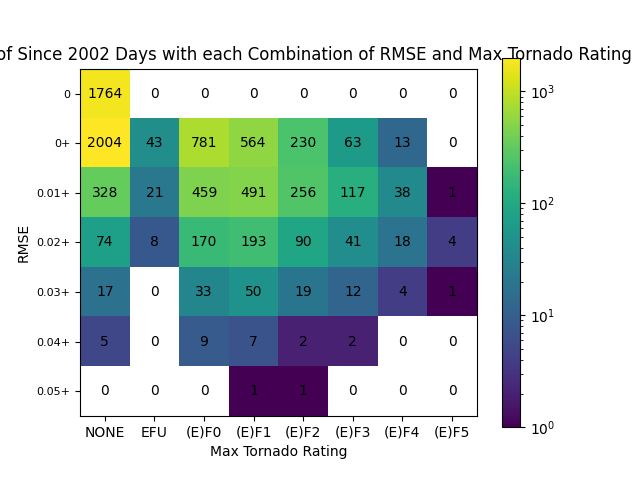 of Since 2002 Days with each Combination of RMSE and Max Tornado Rating
0 1764 0 0 0 0 0 0 0
0+ 2004 43 781 564 230 63 13 0
0.01+ 328 21 459 491 256 117 38 1
0.02+ 74 8 170 193 90 41 18 4
0.03+ 17 0 33 50 19 12 4 1
0.04+ 5 0 9 7 2 2 0 0
0.05+ 0 0 0 1 1 0 0 0
NONE EFU (E)F0 (E)F1 (E)F2 (E)F3 (E)F4 (E)F5
Max Tornado Rating
RMSE
10³
10²
10¹
10⁰